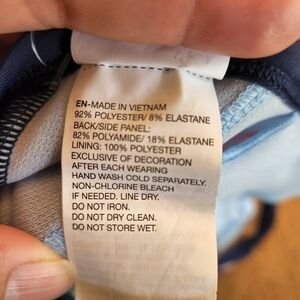 EN-MADE IN VIETNAM
92% POLYESTER/ 8% ELASTANE
BACK/SIDE PANEL:
82% POLYAMIDE/ 18% ELASTANE
LINING: 100% POLYESTER
EXCLUSIVE OF DECORATION
AFTER EACH WEARING
HAND WASH COLD SEPARATELY.
NON-CHLORINE BLEACH
IF NEEDED. LINE DRY.
DO NOT IRON.
DO NOT DRY CLEAN.
DO NOT STORE WET.